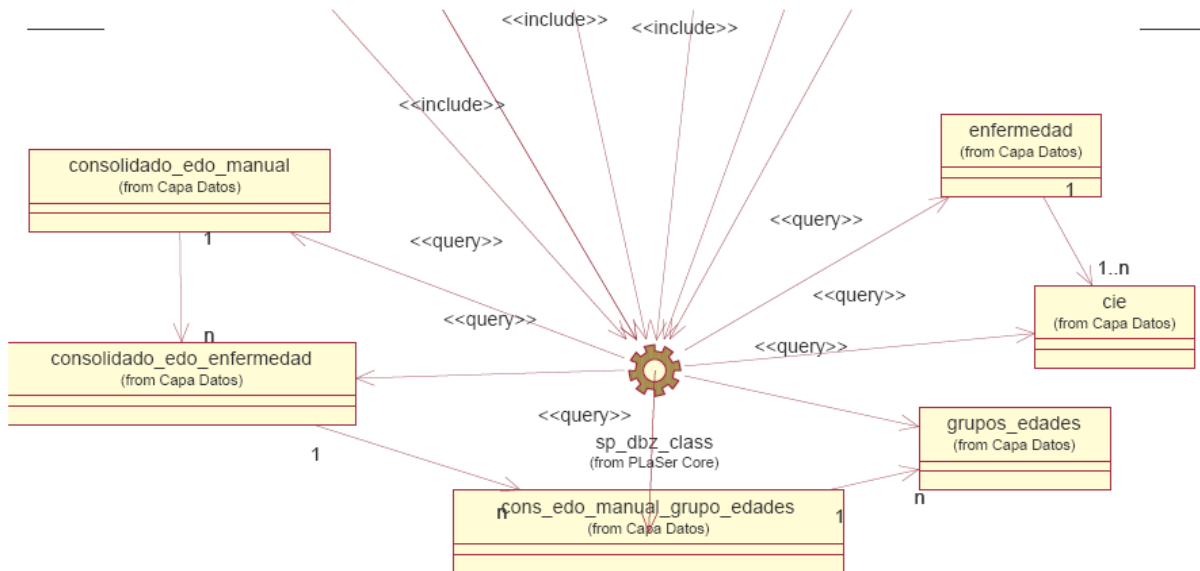 <<include>>
<<include>>
<<include>>
enfermedad
(from Capa Datos)
1
consolidado_edo_manual
(from Capa Datos)
1
<<query>>
<<query>>
1..n
<<query>>
cie
(from Capa Datos)
<<query>>
<<query>>
n
consolidado_edo_enfermedad
(from Capa Datos)
<<query>>
sp_dbz_class
(from PLaSer Core)
grupos_edades
(from Capa Datos)
1
n
n
cons_edo_manual_grupo_edades
1
(from Capa Datos)